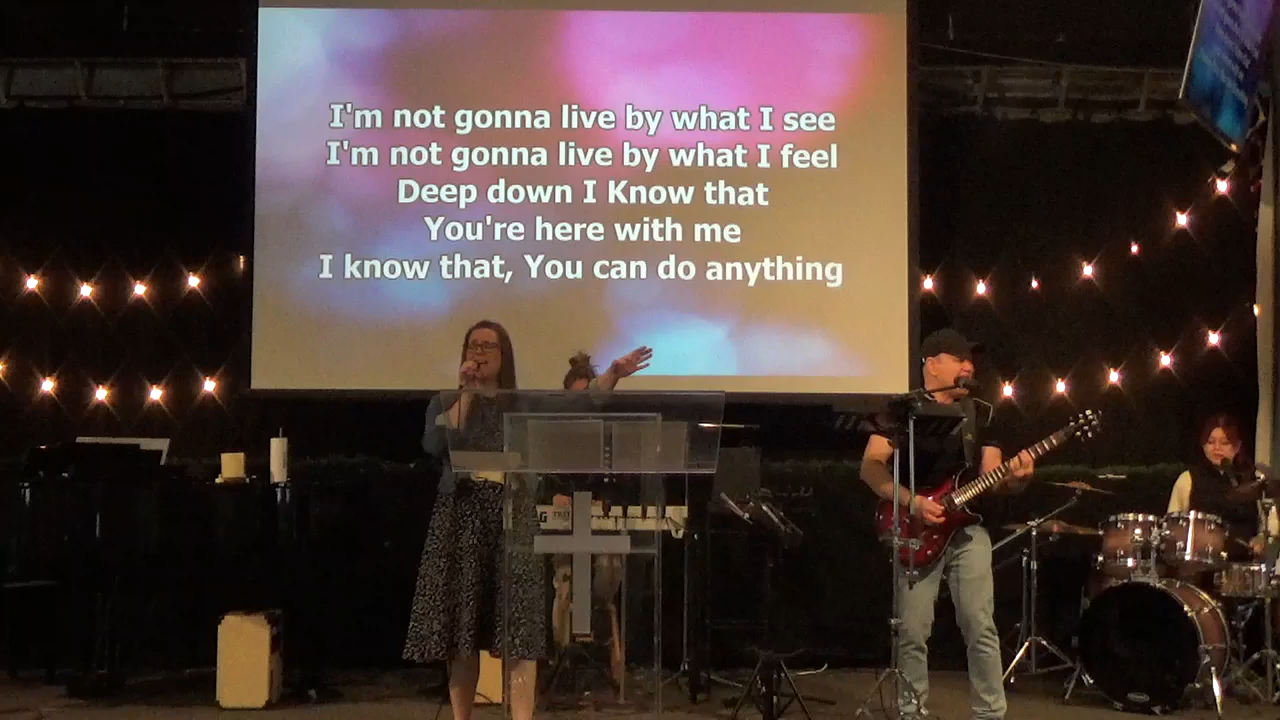 I'm not gonna live by what I see
I'm not gonna live by what I feel
Deep down I Know that
You're here with me
I know that, You can do anything